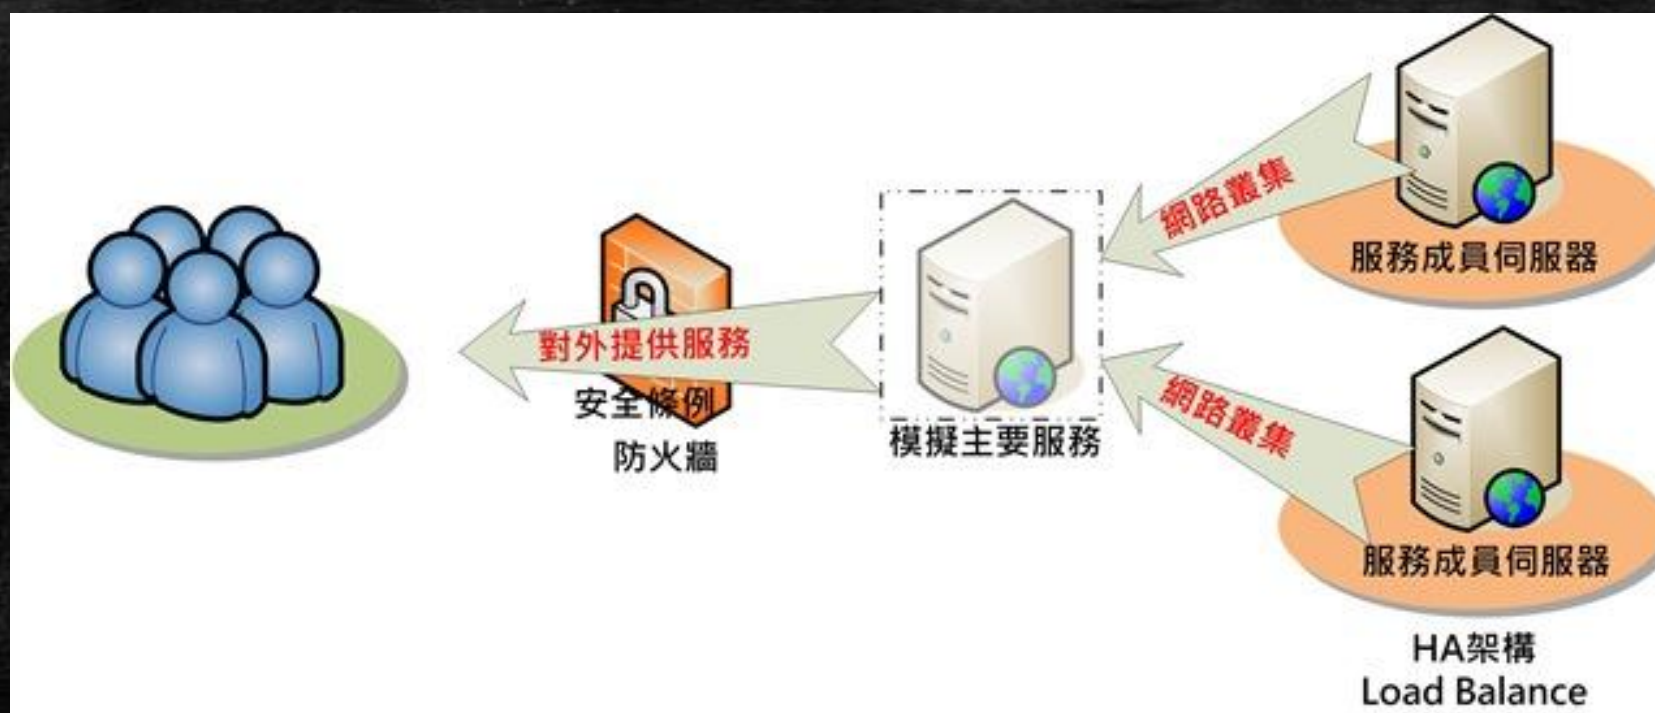 網路叢集
服務成員伺服器
對外提供服務
安全條例
防火牆
模擬主要服務
網路叢集
服務成員伺服器
HA架構
Load Balance